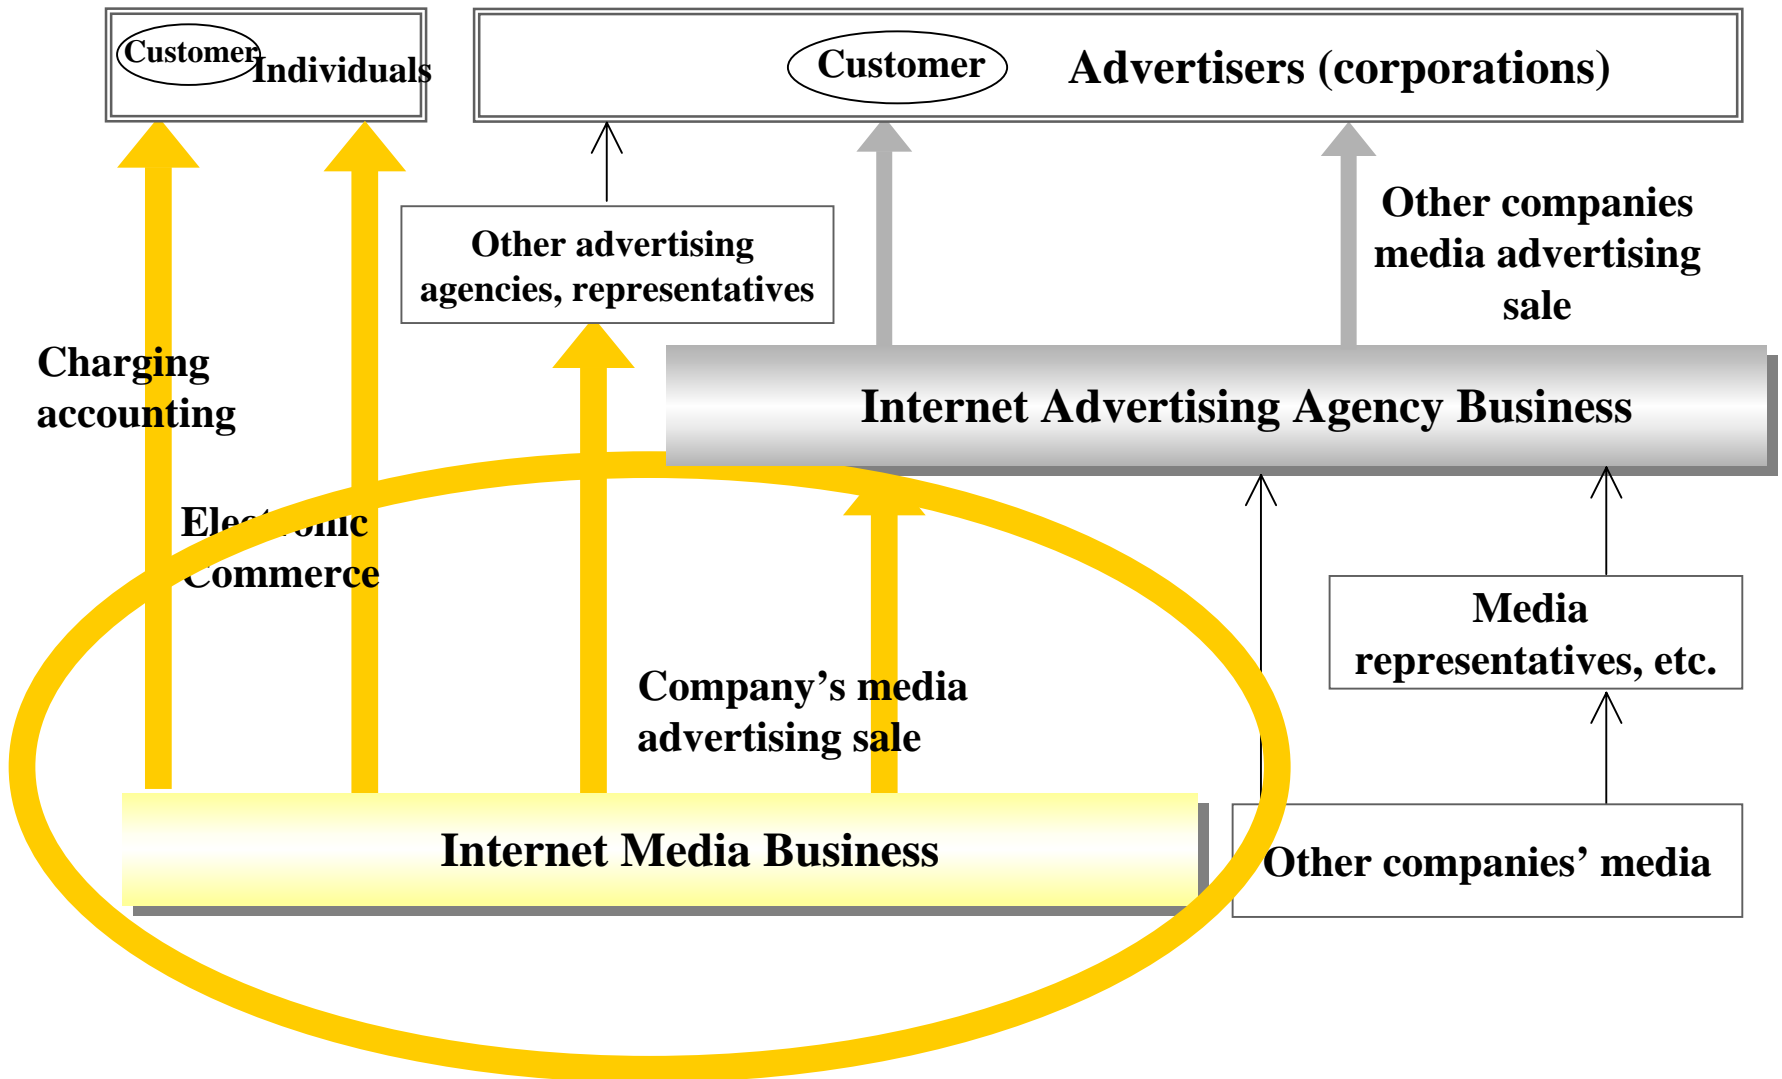 Customer
Individuals
Customer
Advertisers (corporations)
Other advertising
agencies, representatives
Other companies
media advertising
sale
Charging
accounting
Internet Advertising Agency Business
Electronic
Commerce
Media
representatives, etc.
Company’s media
advertising sale
Internet Media Business
Other companies’ media